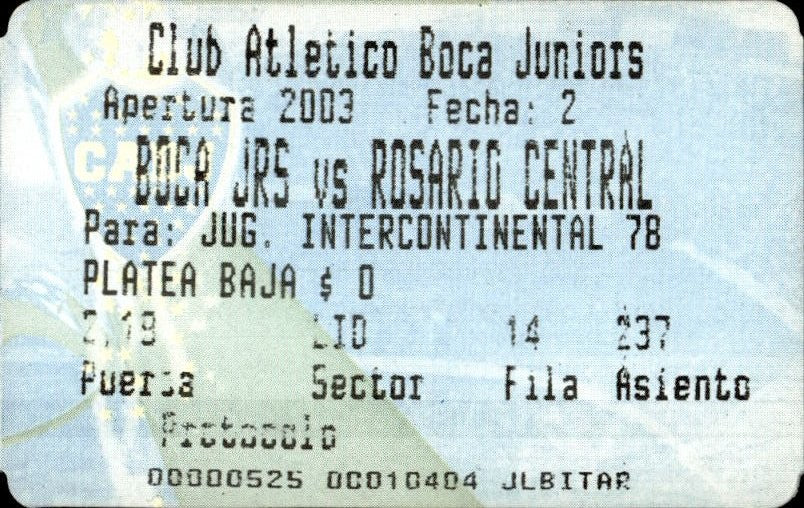 Club Atletico Boca Juniors
Apertura 2003 Fecha: 2
BOCA JRS vs ROSARIO CENTRAL
Para: JUG. INTERCONTINENTAL 78
PLATEA BAJA $ 0
14 237
Puerta Sector Fila Asiento
Protocolo
00000525 00010404 JLBITAR